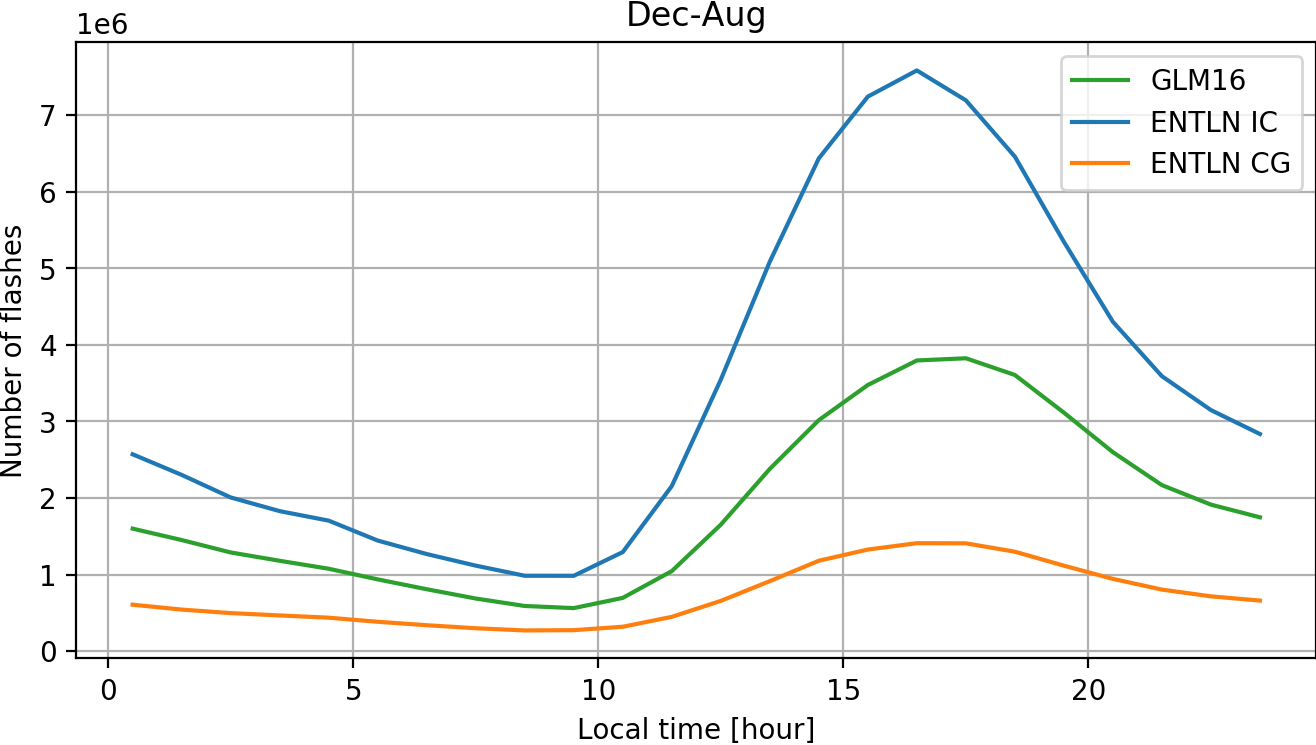 Dec-Aug
1e6
7
6
5
4
3
2
1
0
Number of flashes
GLM16
ENTLN IC
ENTLN CG
0 5 10 15 20
Local time [hour]